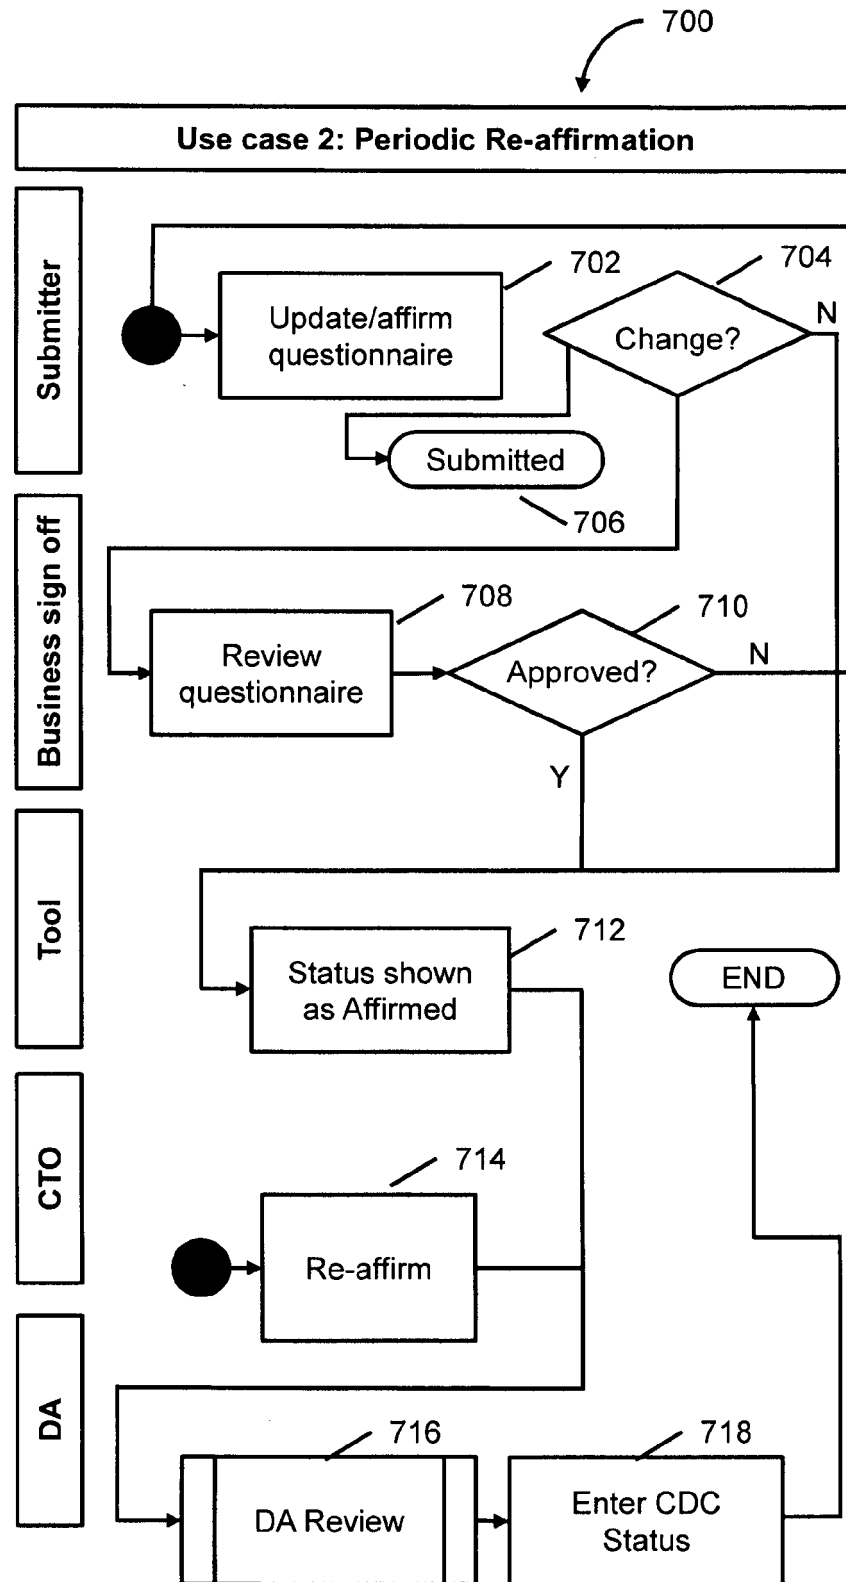 700
Use case 2: Periodic Re-affirmation
Submitter
702
Update/affirm
questionnaire
704
Change?
N
Submitted
706
Business sign off
708
Review
questionnaire
710
Approved?
N
Y
Tool
712
Status shown
as Affirmed
END
CTO
714
Re-affirm
DA
716
DA Review
718
Enter CDC
Status